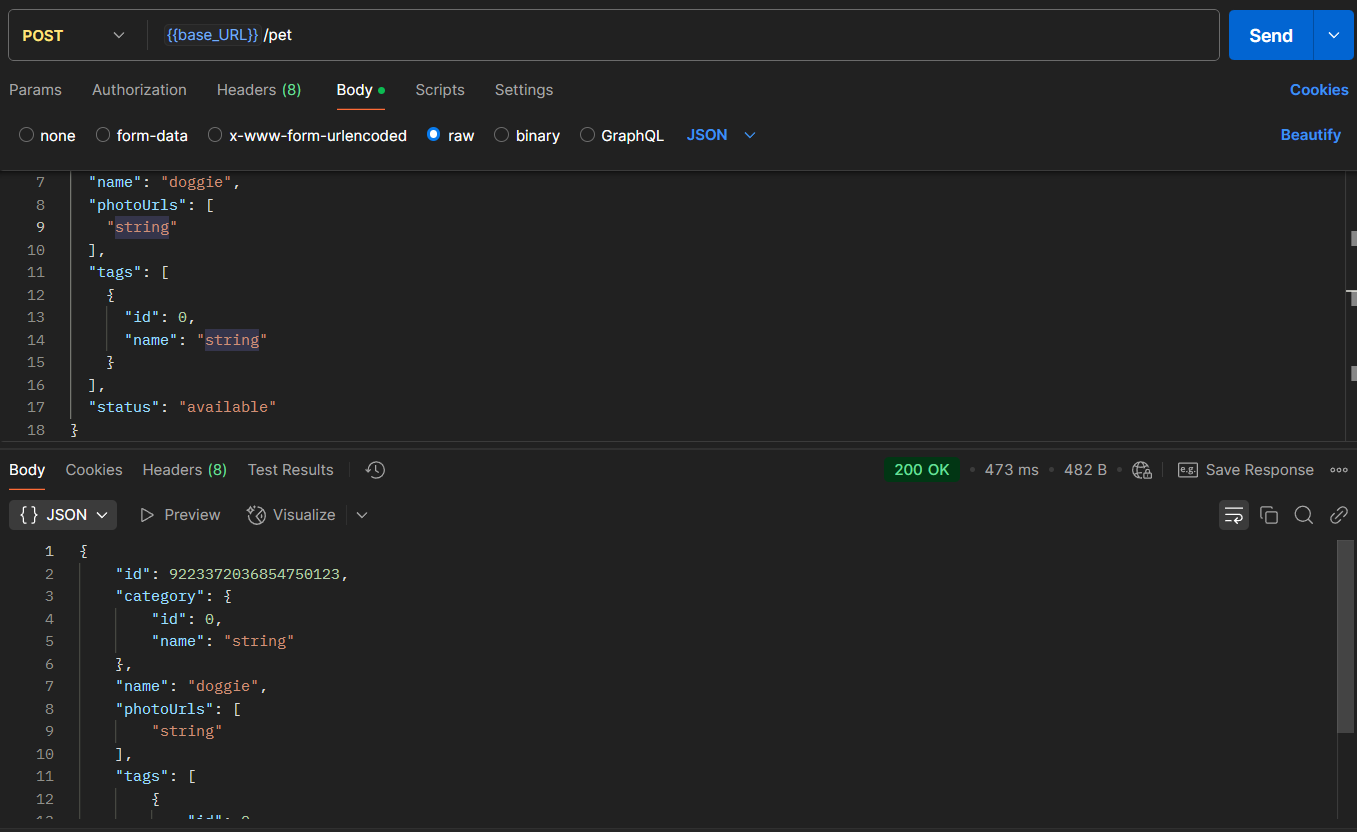 POST {{base_URL}} /pet Send
Params Authorization Headers (8) Body Scripts Settings Cookies
none form-data x-www-form-urlencoded raw binary GraphQL JSON Beautify
7 "name": "doggie",
8 "photoUrls": [
9 "string"
10 ],
11 "tags": [
12 {
13 "id": 0,
14 "name": "string"
15 }
16 ],
17 "status": "available"
18 }
Body Cookies Headers (8) Test Results 200 OK • 473 ms • 482 B • e.g. Save Response
{} JSON Preview Visualize
1 {
2 "id": 9223372036854750123,
3 "category": {
4 "id": 0,
5 "name": "string"
6 },
7 "name": "doggie",
8 "photoUrls": [
9 "string"
10 ],
11 "tags": [
12 {